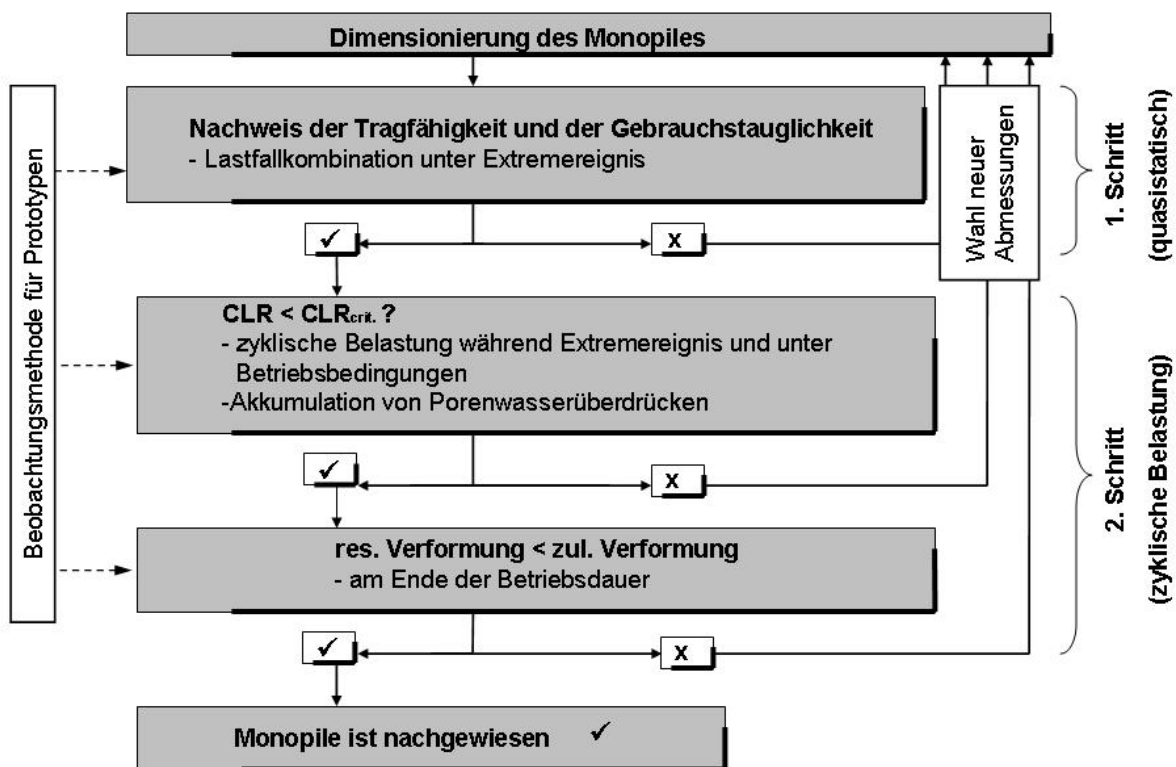 Dimensionierung des Monopiles
Beobachtungsmethode für Prototypen
Nachweis der Tragfähigkeit und der Gebrauchstauglichkeit
- Lastfallkombination unter Extremereignis
✓
X
Wahl neuer
Abmessungen
1. Schritt
(quasistatisch)
CLR < CLRcrit. ?
- zyklische Belastung während Extremereignis und unter
Betriebsbedingungen
-Akkumulation von Porenwasserüberdrücken
✓
X
2. Schritt
(zyklische Belastung)
res. Verformung < zul. Verformung
- am Ende der Betriebsdauer
✓
X
Monopile ist nachgewiesen ✓